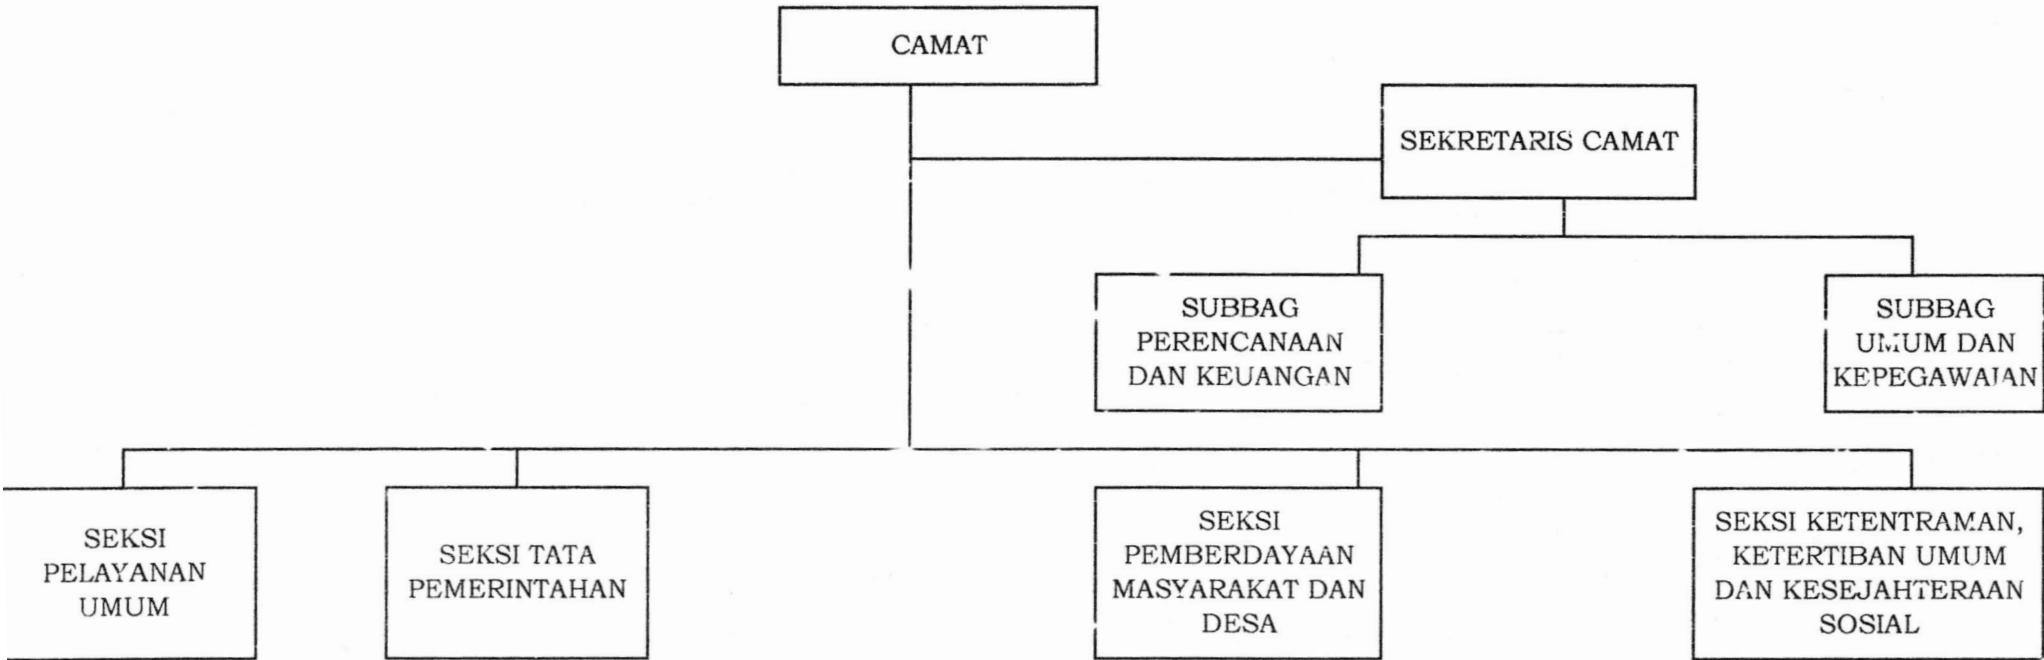 CAMAT
SEKRETARIS CAMAT
SUBBAG
PERENCANAAN
DAN KEUANGAN
SUBBAG
UMUM DAN
KEPEGAWAIAN
SEKSI
PELAYANAN
UMUM
SEKSI TATA
PEMERINTAHAN
SEKSI
PEMBERDAYAAN
MASYARAKAT DAN
DESA
SEKSI KETENTRAMAN,
KETERTIBAN UMUM
DAN KESEJAHTERAAN
SOSIAL